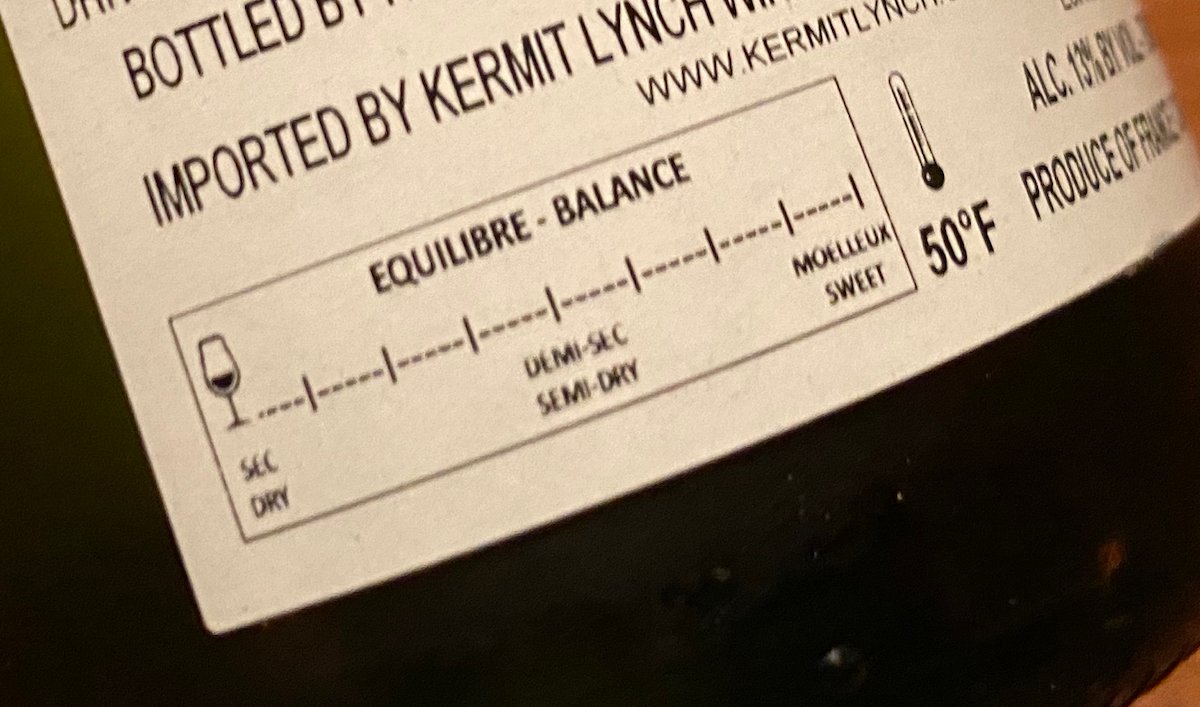 BOTTLED BY
IMPORTED BY KERMIT LYNCH
WWW.KERMITLYNCH.
EQUILIBRE - BALANCE
SEC
DRY
DEMI-SEC
SEMI-DRY
MOELLEUX
SWEET
50°F
ALC. 13% BY VOL
PRODUCE OF FRANCE